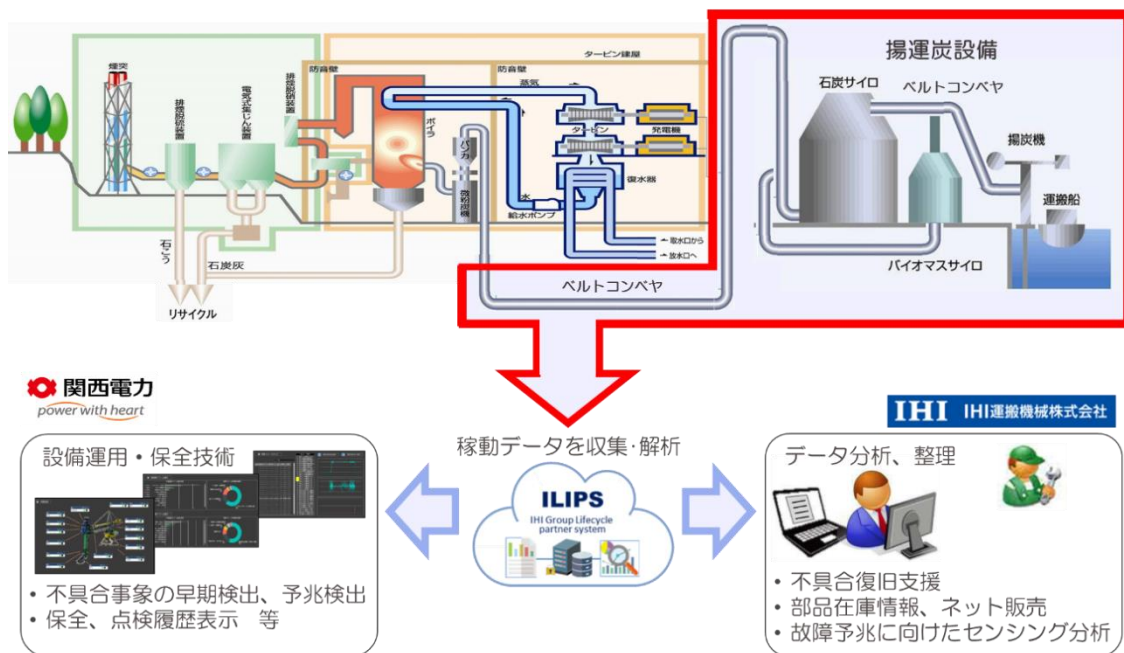 揚運炭設備
タービン建屋
防音壁
防音壁
煙突
排煙脱硫装置
電気式集じん装置
排煙脱硝装置
ボイラ
バンカ
微粉炭機
蒸気
タービン
発電機
復水器
水
給水ポンプ
取水口から
放水口へ
石こう
石炭灰
リサイクル
石炭サイロ
ベルトコンベヤ
揚炭機
運搬船
バイオマスサイロ
ベルトコンベヤ
関西電力
power with heart
設備運用・保全技術
• 不具合事象の早期検出、予兆検出
• 保全、点検履歴表示 等
稼動データを収集・解析
ILIPS
IHI Group Lifecycle
partner system
IHI IHI運搬機械株式会社
データ分析、整理
• 不具合復旧支援
• 部品在庫情報、ネット販売
• 故障予兆に向けたセンシング分析